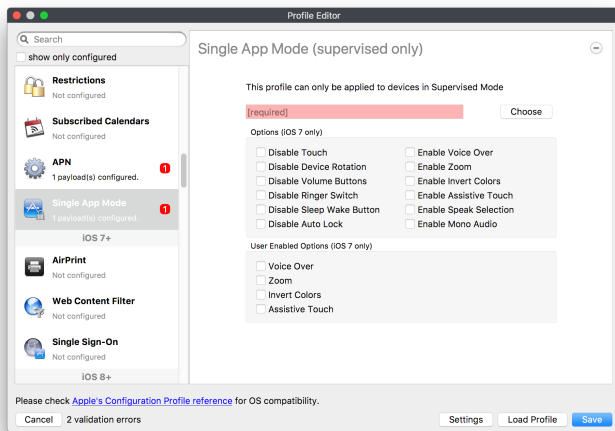 Profile Editor
Search
show only configured
Restrictions
Not configured
Subscribed Calendars
Not configured
APN
1 payload(s) configured.
1
Single App Mode
1 payload(s) configured.
1
iOS 7+
AirPrint
Not configured
Web Content Filter
Not configured
Single Sign-On
Not configured
iOS 8+
Single App Mode (supervised only)
This profile can only be applied to devices in Supervised Mode
[required]
Choose
Options (iOS 7 only)
Disable Touch
Disable Device Rotation
Disable Volume Buttons
Disable Ringer Switch
Disable Sleep Wake Button
Disable Auto Lock
Enable Voice Over
Enable Zoom
Enable Invert Colors
Enable Assistive Touch
Enable Speak Selection
Enable Mono Audio
User Enabled Options (iOS 7 only)
Voice Over
Zoom
Invert Colors
Assistive Touch
Please check Apple's Configuration Profile reference for OS compatibility.
Cancel
2 validation errors
Settings
Load Profile
Save